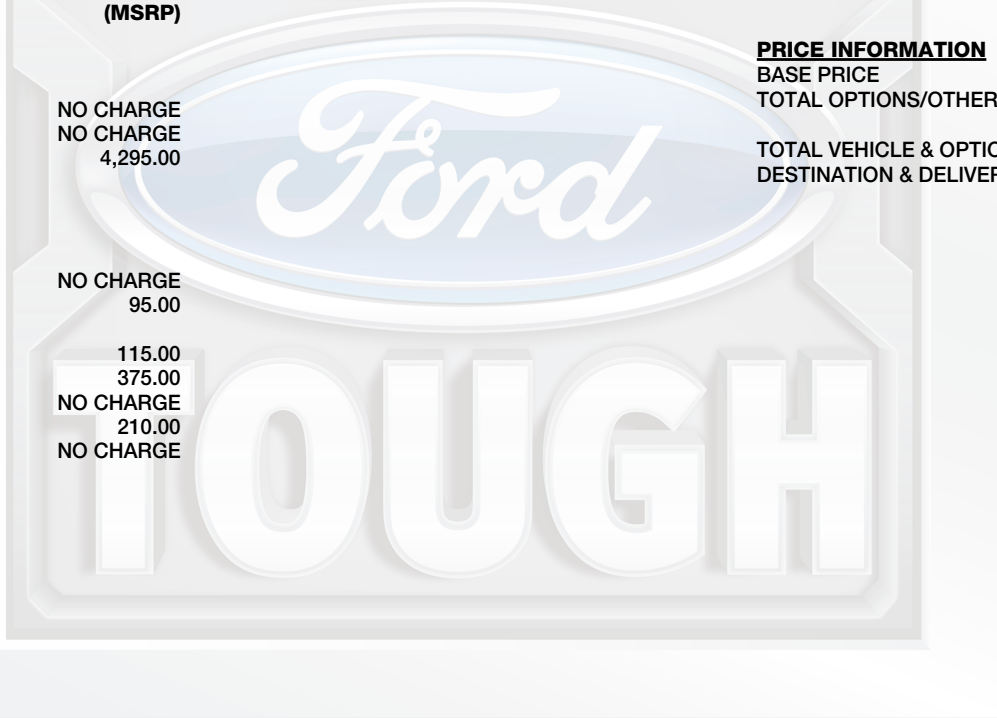 (MSRP)
NO CHARGE
NO CHARGE
4,295.00
NO CHARGE
95.00
115.00
375.00
NO CHARGE
210.00
NO CHARGE
PRICE INFORMATION
BASE PRICE
TOTAL OPTIONS/OTHER
TOTAL VEHICLE & OPTIO
DESTINATION & DELIVER
Ford
TOUGH